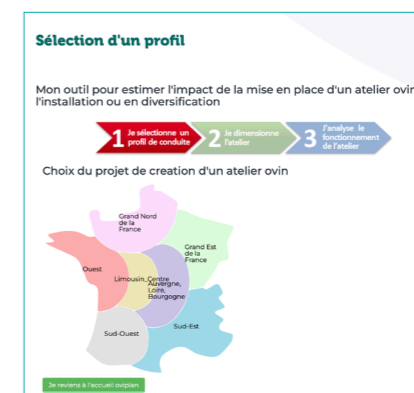 Sélection d'un profil
Mon outil pour estimer l'impact de la mise en place d'un atelier ovin
l'installation ou en diversification
1 Je sélectionne un
profil de conduite
2 Je dimensionne
l'atelier
3 J'analyse le
fonctionnement
de l'atelier
Choix du projet de creation d'un atelier ovin
Grand Nord
de la
France
Grand Est
de la
France
Ouest
Limousin, Centre
Auvergne,
Loire,
Bourgogne
Sud-Ouest
Sud-Est
Je reviens à l'accueil oviplan